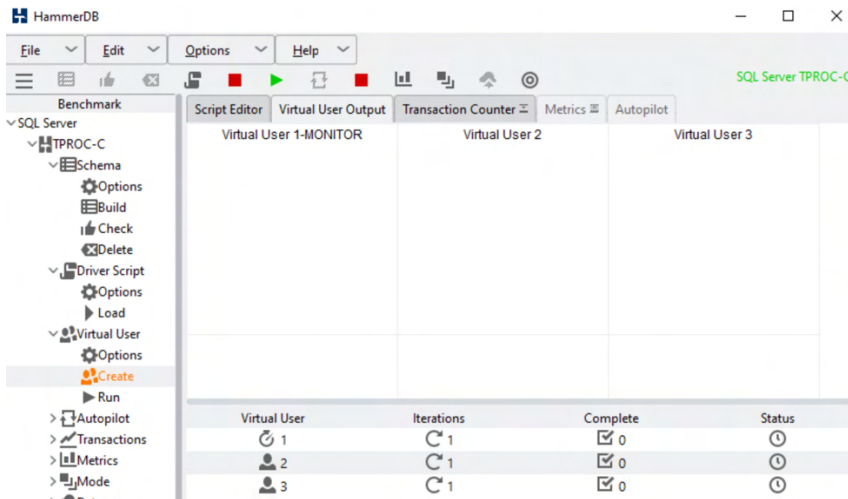 HammerDB
File Edit Options Help
SQL Server TPROC-C
Benchmark
SQL Server
TPROC-C
Schema
Options
Build
Check
Delete
Driver Script
Options
Load
Virtual User
Options
Create
Run
Autopilot
Transactions
Metrics
Mode
Script Editor Virtual User Output Transaction Counter Metrics Autopilot
Virtual User 1-MONITOR Virtual User 2 Virtual User 3
Virtual User Iterations Complete Status
1 1 0
2 1 0
3 1 0